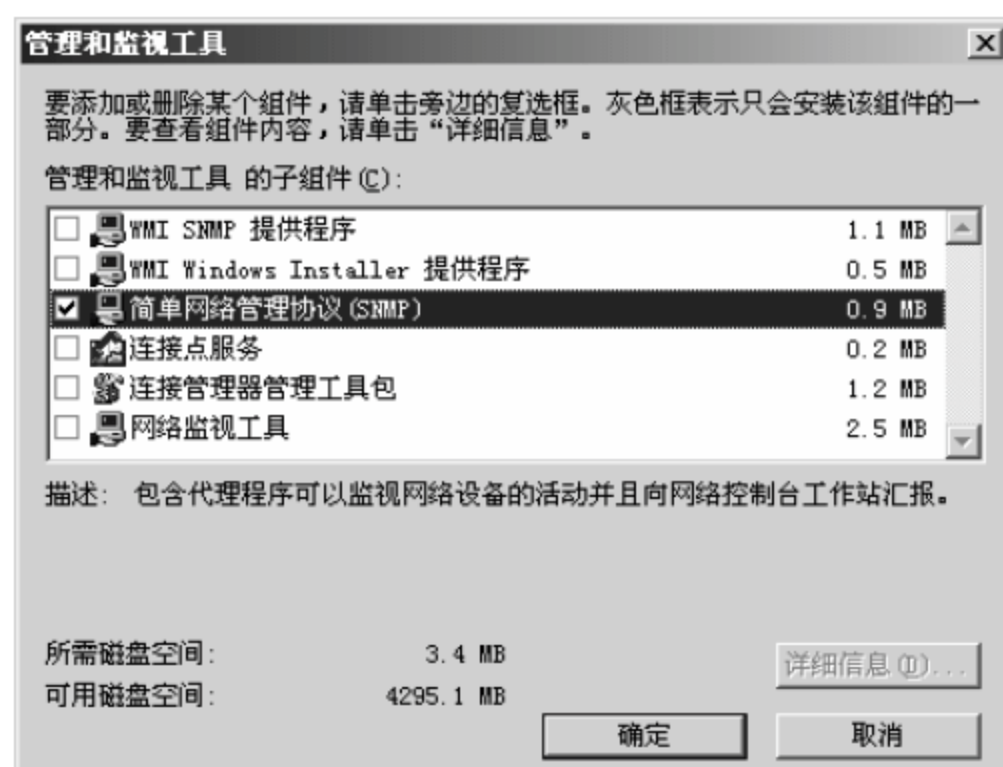 管理和监视工具
要添加或删除某个组件，请单击旁边的复选框。灰色框表示只会安装该组件的一
部分。要查看组件内容，请单击“详细信息”。
管理和监视工具 的子组件(C):
WMI SNMP 提供程序 1.1 MB
WMI Windows Installer 提供程序 0.5 MB
简单网络管理协议(SNMP) 0.9 MB
连接点服务 0.2 MB
连接管理器管理工具包 1.2 MB
网络监视工具 2.5 MB
描述: 包含代理程序可以监视网络设备的活动并且向网络控制台工作站汇报。
所需磁盘空间: 3.4 MB
详细信息(D)...
可用磁盘空间: 4295.1 MB
确定 取消